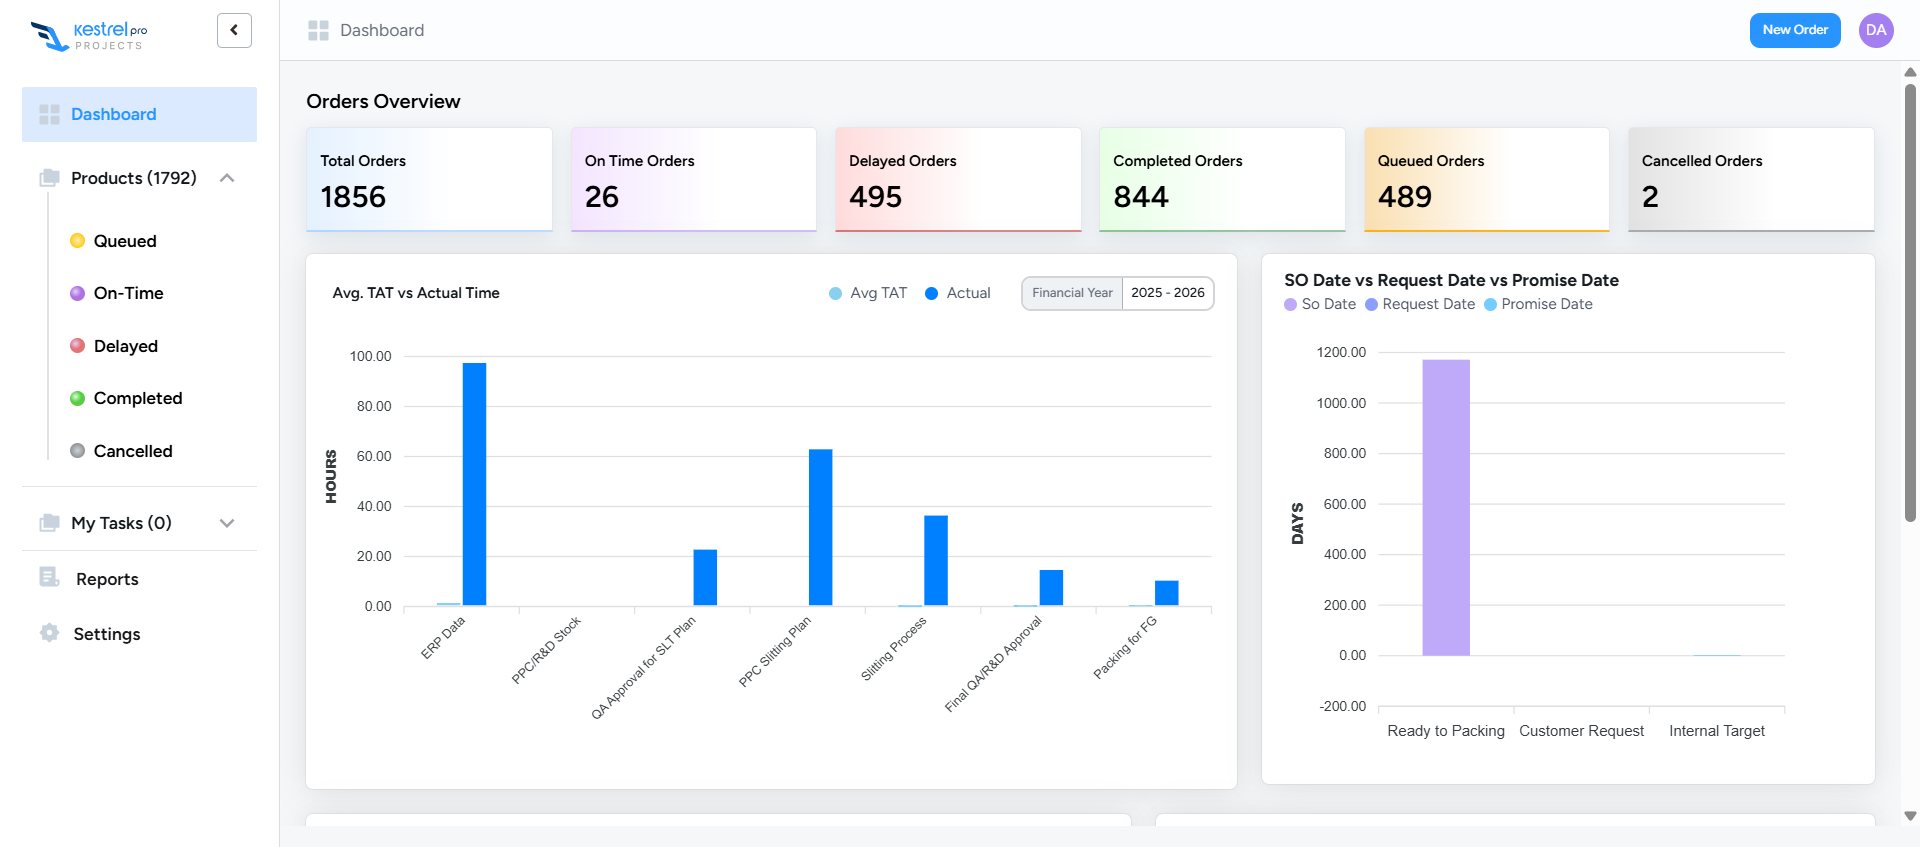 Kestrel pro
PROJECTS
Dashboard
Products (1792)
Queued
On-Time
Delayed
Completed
Cancelled
My Tasks (0)
Reports
Settings
Dashboard
New Order
DA
Orders Overview
Total Orders
1856
On Time Orders
26
Delayed Orders
495
Completed Orders
844
Queued Orders
489
Cancelled Orders
2
Avg. TAT vs Actual Time
Avg TAT
Actual
Financial Year
2025 - 2026
HOURS
100.00
80.00
60.00
40.00
20.00
0.00
ERP Data
PPC/R&D Stock
QA Approval for SLT Plan
PPC Slitting Plan
Slitting Process
Final QA/R&D Approval
Packing for FG
SO Date vs Request Date vs Promise Date
So Date
Request Date
Promise Date
DAYS
1200.00
1000.00
800.00
600.00
400.00
200.00
0.00
-200.00
Ready to Packing
Customer Request
Internal Target